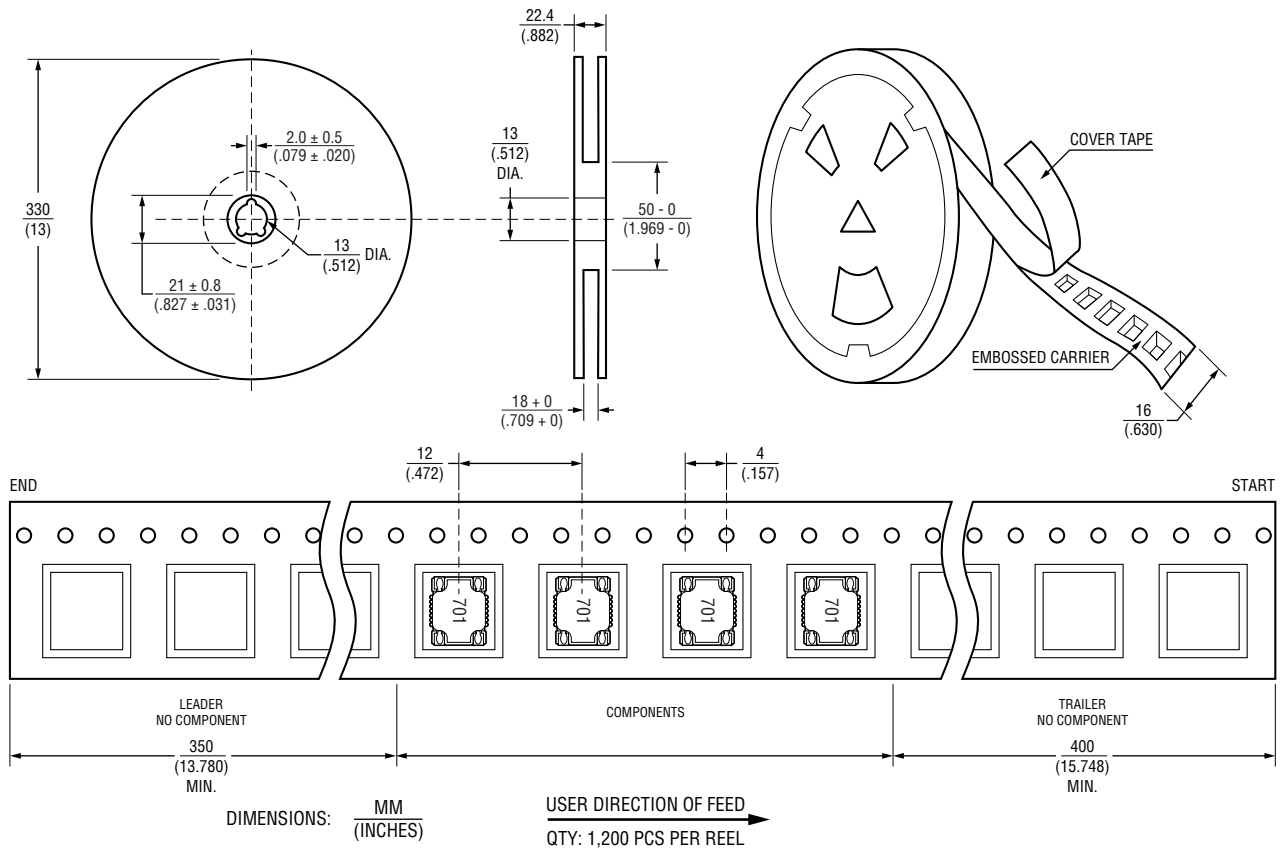 22.4
(.882)
2.0 ± 0.5
(.079 ± .020)
13
(.512)
DIA.
COVER TAPE
330
(13)
50 - 0
(1.969 - 0)
13
(.512)
DIA.
21 ± 0.8
(.827 ± .031)
EMBOSSED CARRIER
18 + 0
(.709 + 0)
16
(.630)
12
(.472)
4
(.157)
END
START
701
701
701
701
LEADER
NO COMPONENT
COMPONENTS
TRAILER
NO COMPONENT
350
(13.780)
MIN.
400
(15.748)
MIN.
DIMENSIONS:
MM
(INCHES)
USER DIRECTION OF FEED
QTY: 1,200 PCS PER REEL